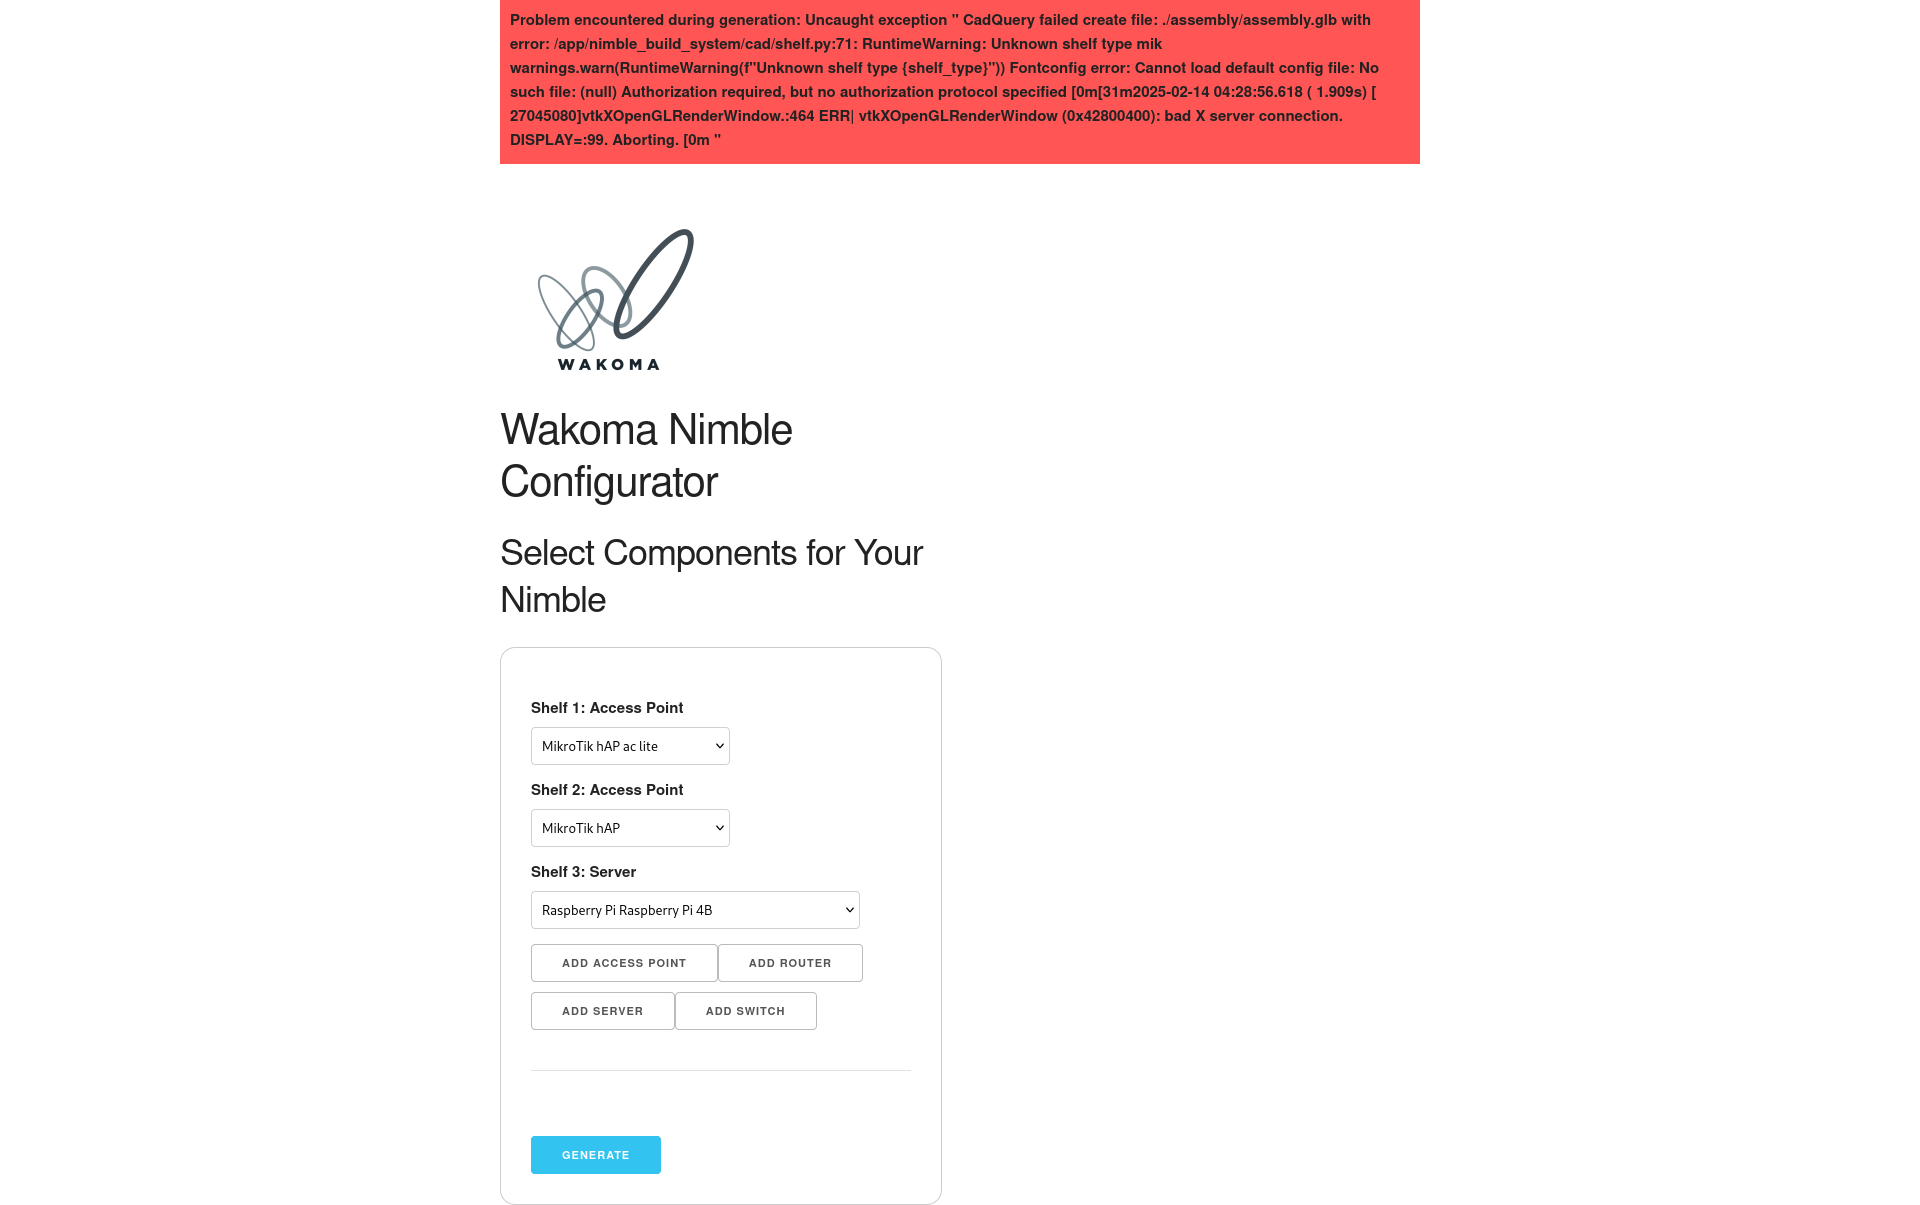 Problem encountered during generation: Uncaught exception " CadQuery failed create file: ./assembly/assembly.glb with
error: /app/nimble_build_system/cad/shelf.py:71: RuntimeWarning: Unknown shelf type mik
warnings.warn(RuntimeWarning(f"Unknown shelf type {shelf_type}")) Fontconfig error: Cannot load default config file: No
such file: (null) Authorization required, but no authorization protocol specified [0m[31m2025-02-14 04:28:56.618 ( 1.909s) [
27045080]vtkXOpenGLRenderWindow.:464 ERR| vtkXOpenGLRenderWindow (0x42800400): bad X server connection.
DISPLAY=:99. Aborting. [0m "
WAKOMA
Wakoma Nimble
Configurator
Select Components for Your
Nimble
Shelf 1: Access Point
MikroTik hAP ac lite
Shelf 2: Access Point
MikroTik hAP
Shelf 3: Server
Raspberry Pi Raspberry Pi 4B
ADD ACCESS POINT ADD ROUTER
ADD SERVER ADD SWITCH
GENERATE